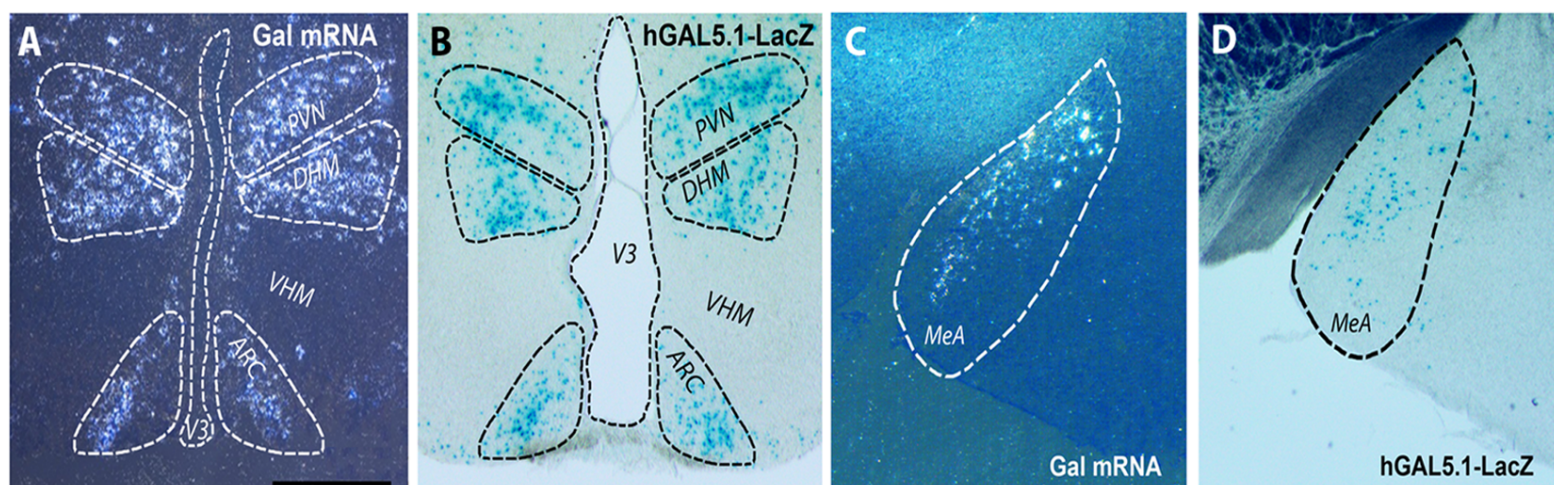 A
Gal mRNA
PVN
DHM
VHM
ARC
V3
B
hGAL5.1-LacZ
PVN
DHM
V3
VHM
ARC
C
MeA
Gal mRNA
D
MeA
hGAL5.1-LacZ